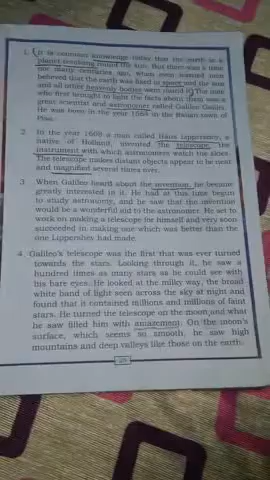 1. It is common knowledge today that the earth is a
planet revolving round the sun. But there was a time
not many centuries ago, when even learned men
believed that the earth was fixed in space and the sun
and all other heavenly bodies went round it. The man
who first brought to light the facts about them was a
great scientist and astronomer called Galileo Galilei.
He was born in the year 1564 in the Italian town of
Pisa.
2. In the year 1608 a man called Hans Lippershey, a
native of Holland, invented the telescope, the
instrument with which astronomers watch the skies.
The telescope makes distant objects appear to be near
and magnified several times over.
3. When Galileo heard about the invention, he became
greatly interested in it. He had at this time begun
to study astronomy, and he saw that the invention
would be a wonderful aid to the astronomer. He set to
work on making a telescope he himself and very soon
succeeded in making one which was better than the
one Lippershey had made.
4. Galileo's telescope was the first that was ever turned
towards the stars. Looking through it, he saw a
hundred times as many stars as he could see with
his bare eyes. He looked at the milky way, the broad
white band of light seen across the sky at night and
found that it contained millions and millions of faint
stars. He turned the telescope on the moon and what
he saw filled him with amazement. On the moon's
surface, which seems so smooth, he saw high
mountains and deep valleys like those on the earth.